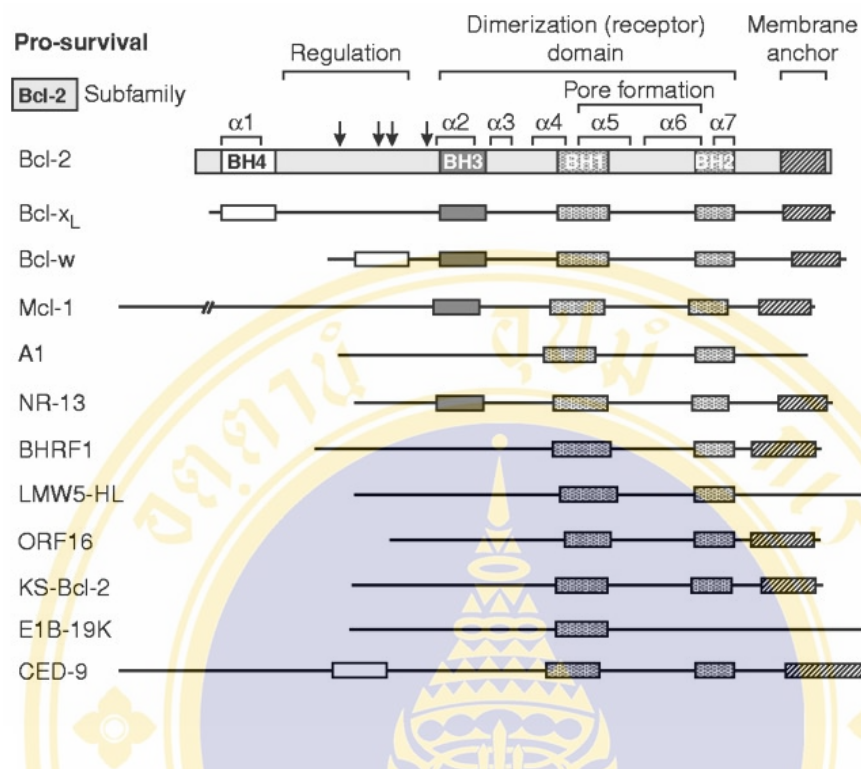 Pro-survival
Regulation
Dimerization (receptor) domain
Membrane anchor
Bcl-2 Subfamily
Pore formation
α1 α2 α3 α4 α5 α6 α7
Bcl-2 BH4 BH3 BH1 BH2
Bcl-xL
Bcl-w
Mcl-1
A1
NR-13
BHRF1
LMW5-HL
ORF16
KS-Bcl-2
E1B-19K
CED-9